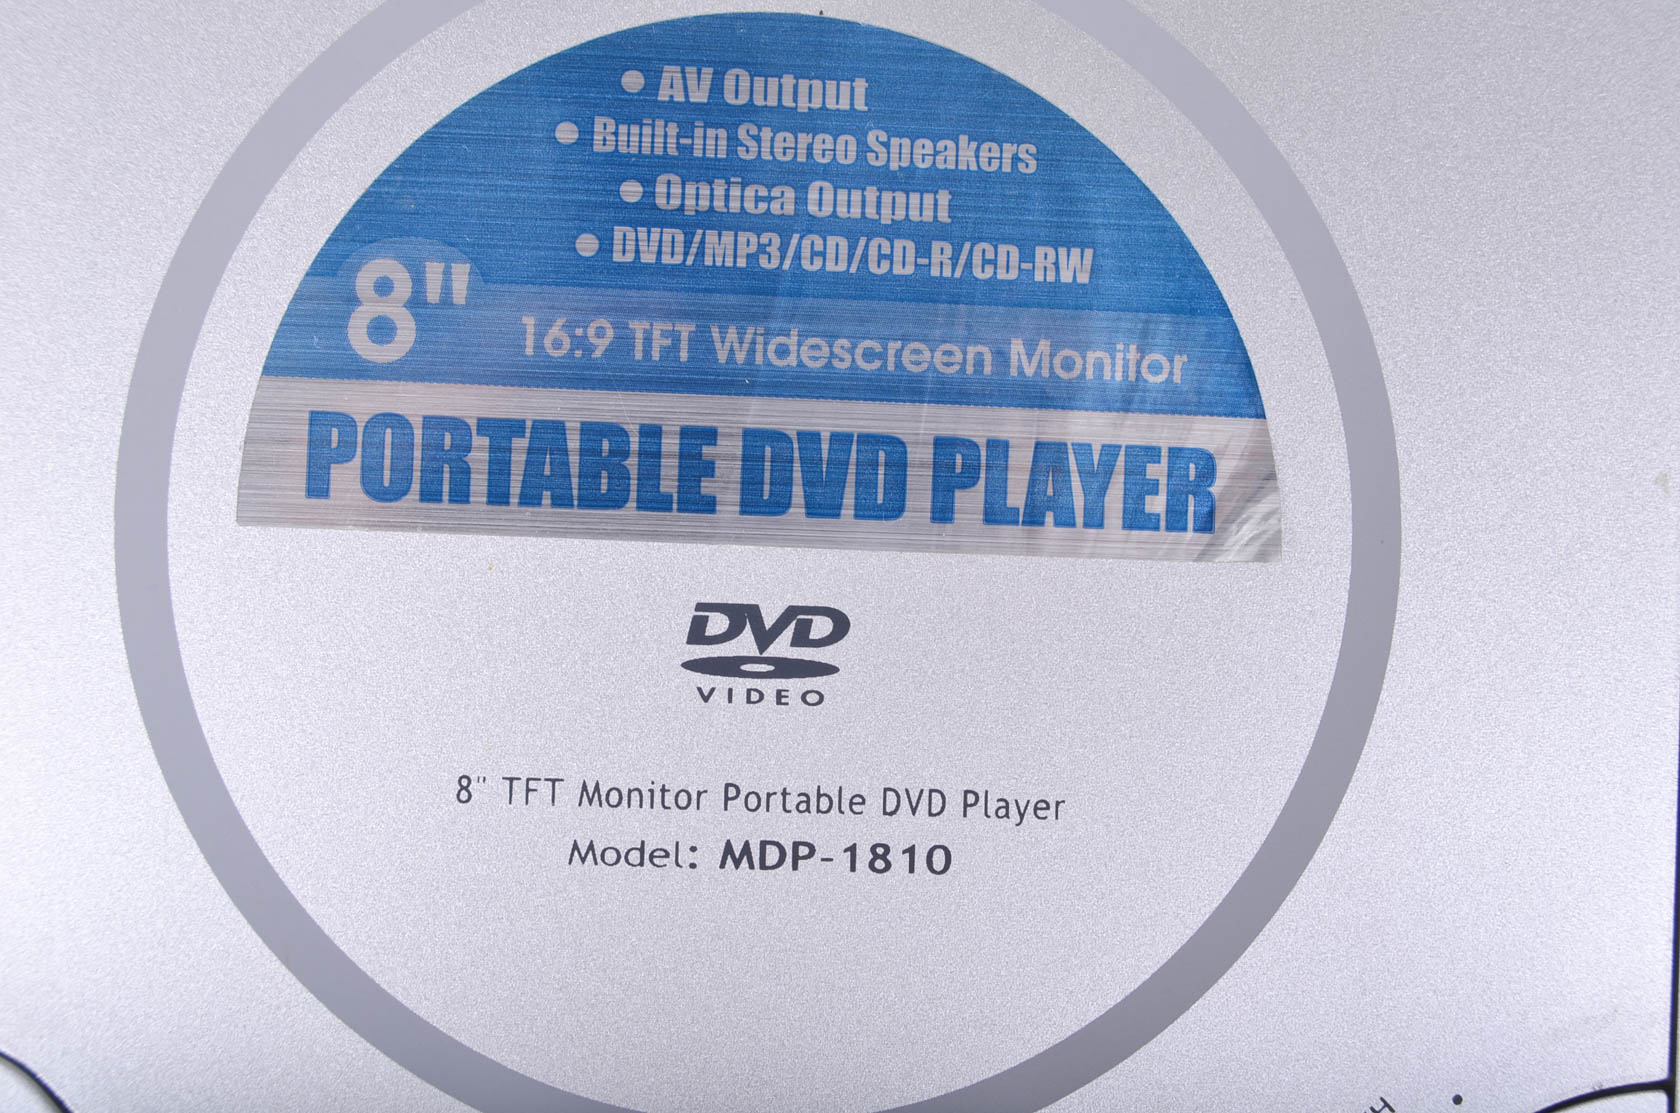 • AV Output
• Built-in Stereo Speakers
• Optica Output
• DVD/MP3/CD/CD-R/CD-RW
8" 16:9 TFT Widescreen Monitor
PORTABLE DVD PLAYER
DVD
VIDEO
8" TFT Monitor Portable DVD Player
Model: MDP-1810